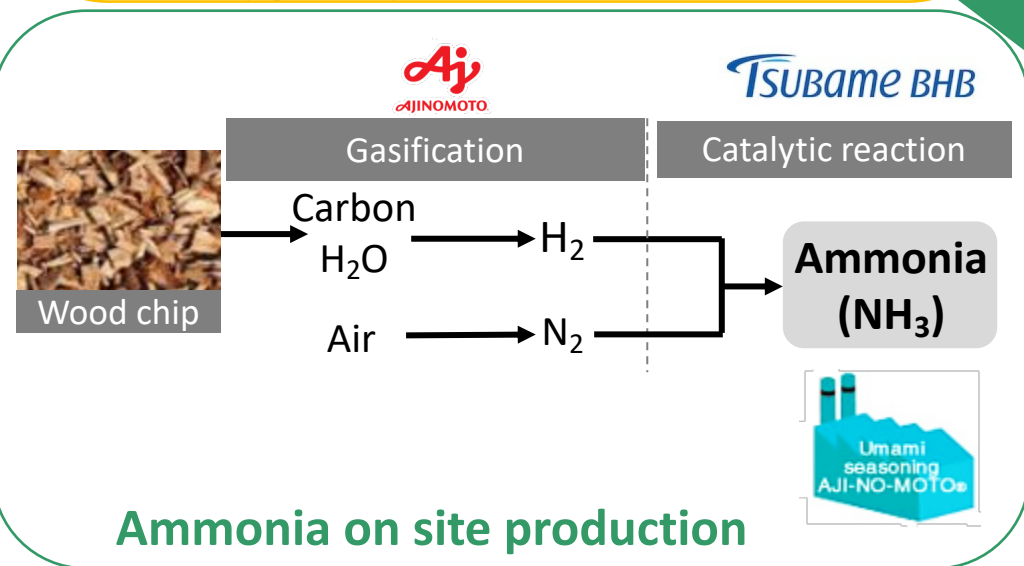 Aj
AJINOMOTO
TSUBAME BHB
Gasification
Catalytic reaction
Carbon
H₂O
H₂
Air
N₂
Wood chip
Ammonia
(NH₃)
Umami
seasoning
AJI-NO-MOTO®
Ammonia on site production